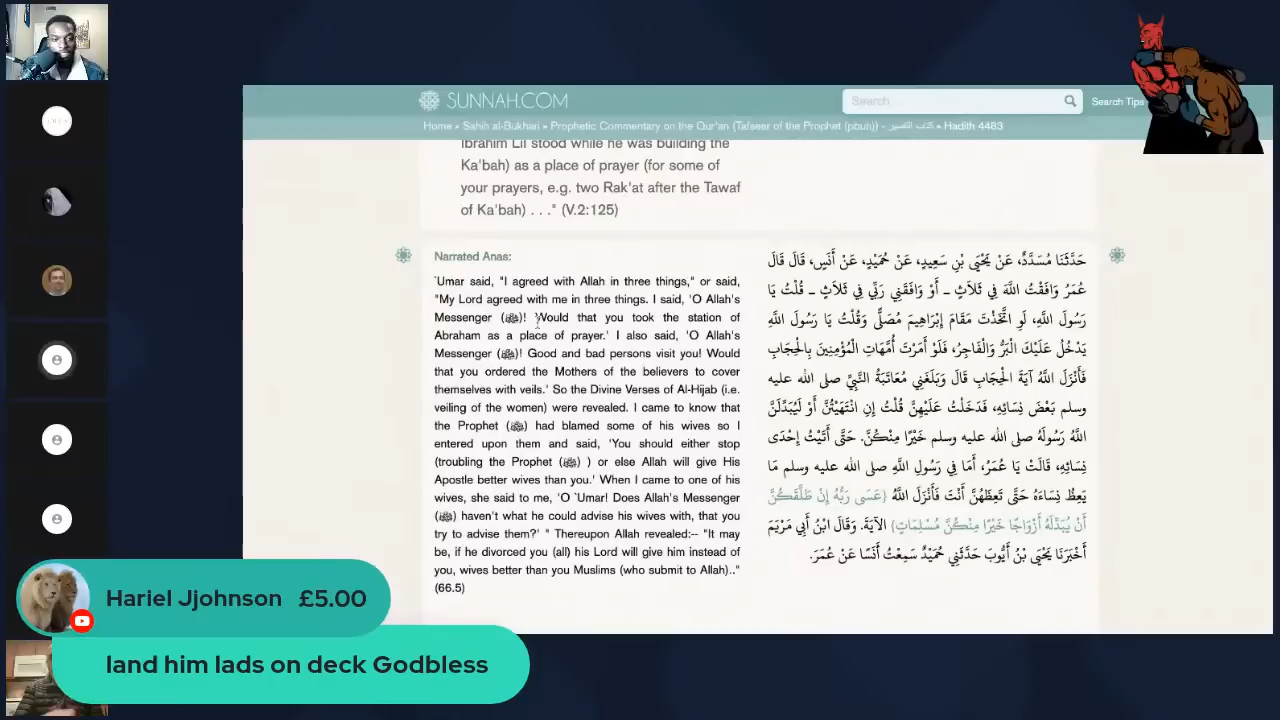 SUNNAH.COM
Search
Search Tips
Home » Sahih al-Bukhari » Prophetic Commentary on the Qur'an (Tafseer of the Prophet (pbuh)) - كتاب التفسير » Hadith 4483
Ibrahim Lil stood while he was building the
Ka'bah) as a place of prayer (for some of
your prayers, e.g. two Rak'at after the Tawaf
of Ka'bah) . . ." (V.2:125)
Narrated Anas:
`Umar said, "I agreed with Allah in three things," or said,
"My Lord agreed with me in three things. I said, 'O Allah's
Messenger (ﷺ)! Would that you took the station of
Abraham as a place of prayer.' I also said, 'O Allah's
Messenger (ﷺ)! Good and bad persons visit you! Would
that you ordered the Mothers of the believers to cover
themselves with veils.' So the Divine Verses of Al-Hijab (i.e.
veiling of the women) were revealed. I came to know that
the Prophet (ﷺ) had blamed some of his wives so I
entered upon them and said, 'You should either stop
(troubling the Prophet (ﷺ) ) or else Allah will give His
Apostle better wives than you.' When I came to one of his
wives, she said to me, 'O `Umar! Does Allah's Messenger
(ﷺ) haven't what he could advise his wives with, that you
try to advise them?' " Thereupon Allah revealed:-- "It may
be, if he divorced you (all) his Lord will give him instead of
you, wives better than you Muslims (who submit to Allah).."
(66.5)
حَدَّثَنَا مُسَدَّدٌ، عَنْ يَحْيَى بْنِ سَعِيدٍ، عَنْ حُمَيْدٍ، عَنْ أَنَسٍ، قَالَ قَالَ
عُمَرُ وَافَقْتُ اللَّهَ فِي ثَلاَثٍ ـ أَوْ وَافَقَنِي رَبِّي فِي ثَلاَثٍ ـ قُلْتُ يَا
رَسُولَ اللَّهِ، لَوِ اتَّخَذْتَ مَقَامَ إِبْرَاهِيمَ مُصَلًّى وَقُلْتُ يَا رَسُولَ اللَّهِ
يَدْخُلُ عَلَيْكَ الْبَرُّ وَالْفَاجِرُ، فَلَوْ أَمَرْتَ أُمَّهَاتِ الْمُؤْمِنِينَ بِالْحِجَابِ
فَأَنْزَلَ اللَّهُ آيَةَ الْحِجَابِ قَالَ وَبَلَغَنِي مُعَاتَبَةُ النَّبِيِّ صلى الله عليه
وسلم بَعْضَ نِسَائِهِ، فَدَخَلْتُ عَلَيْهِنَّ قُلْتُ إِنِ انْتَهَيْتُنَّ أَوْ لَيُبَدِّلَنَّ
اللَّهُ رَسُولَهُ صلى الله عليه وسلم خَيْرًا مِنْكُنَّ. حَتَّى أَتَيْتُ إِحْدَى
نِسَائِهِ، قَالَتْ يَا عُمَرُ، أَمَا فِي رَسُولِ اللَّهِ صلى الله عليه وسلم مَا
يَعِظُ نِسَاءَهُ حَتَّى تَعِظَهُنَّ أَنْتَ فَأَنْزَلَ اللَّهُ {عَسَى رَبُّهُ إِنْ طَلَّقَكُنَّ
أَنْ يُبَدِّلَهُ أَزْوَاجًا خَيْرًا مِنْكُنَّ مُسْلِمَاتٍ} الآيَةَ. وَقَالَ ابْنُ أَبِي مَرْيَمَ
أَخْبَرَنَا يَحْيَى بْنُ أَيُّوبَ حَدَّثَنِي حُمَيْدٌ سَمِعْتُ أَنَسًا عَنْ عُمَرَ.
Hariel Jjohnson £5.00
land him lads on deck Godbless